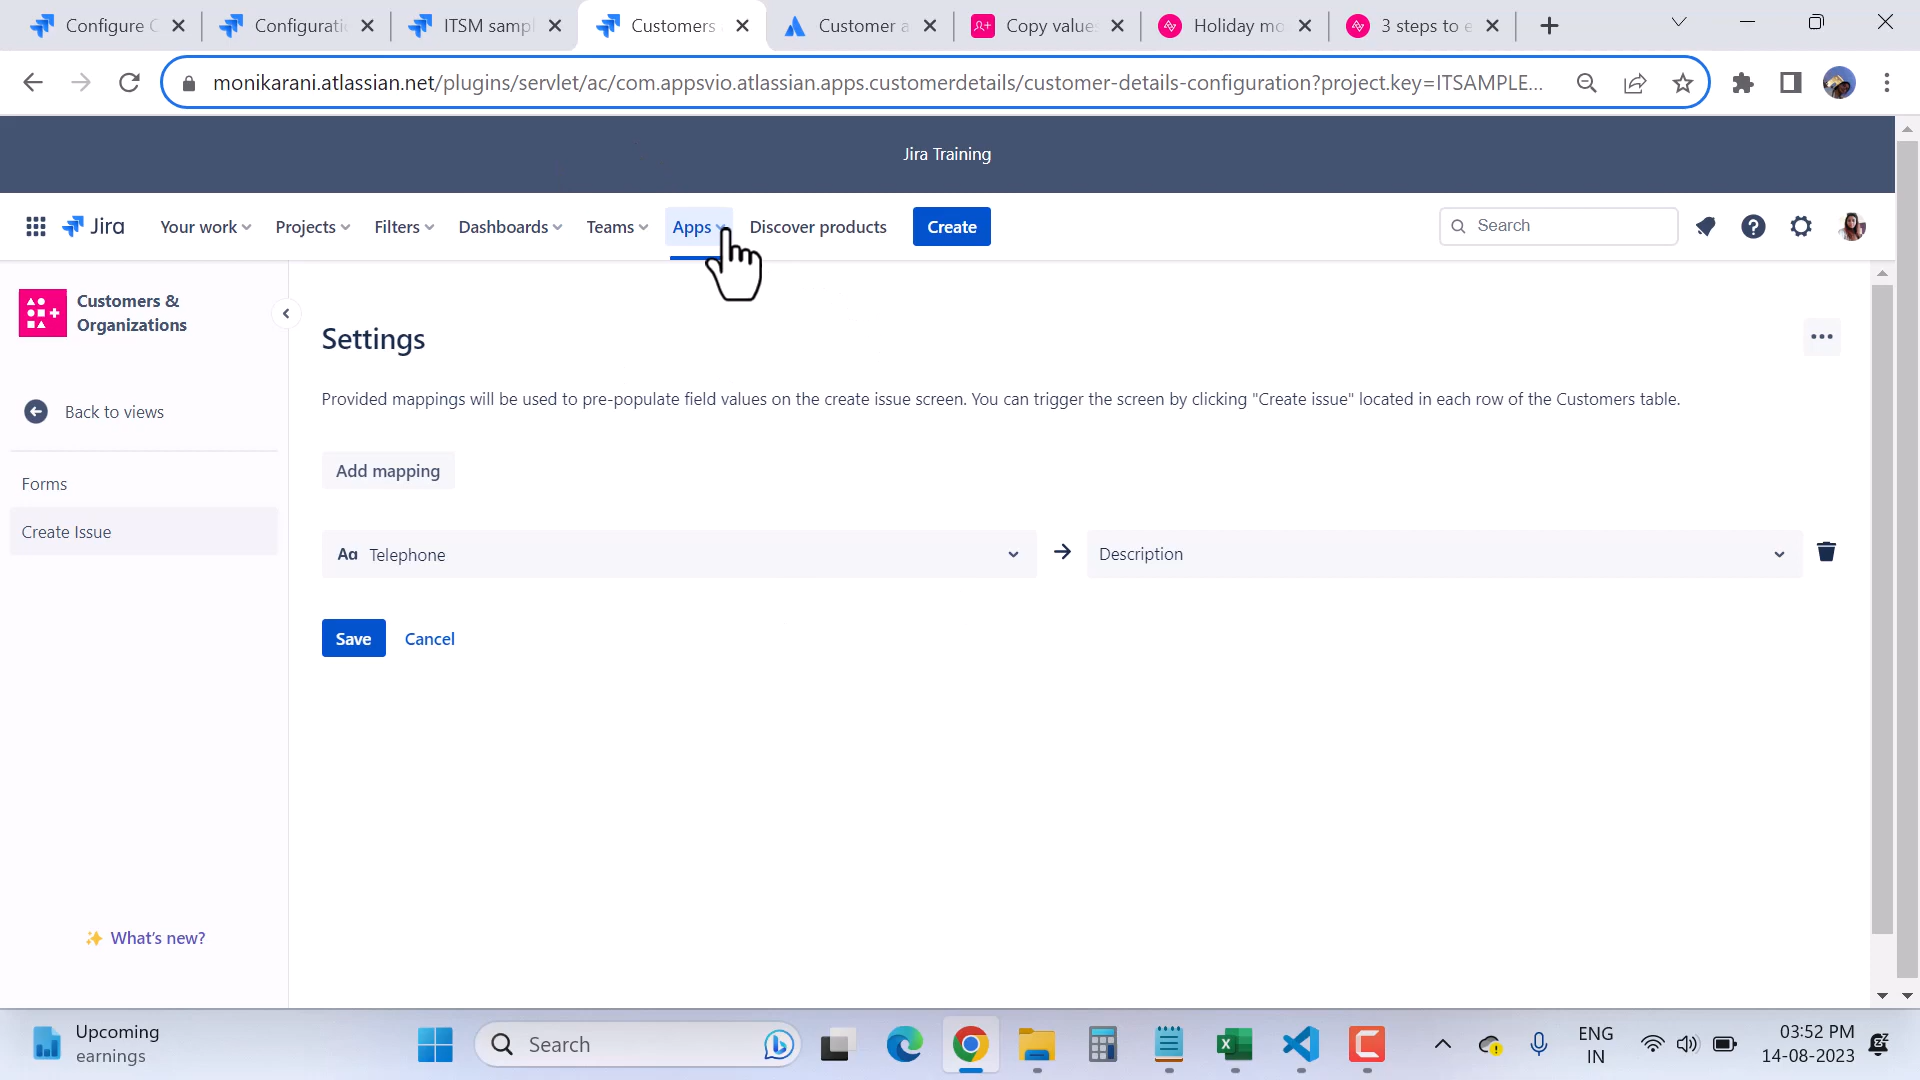 Configure C
Configuratio
ITSM sampl
Customers
Customer a
Copy value
Holiday mo
3 steps to e
monikarani.atlassian.net/plugins/servlet/ac/com.appsvio.atlassian.apps.customerdetails/customer-details-configuration?project.key=ITSAMPLE...
Jira Training
Jira
Your work
Projects
Filters
Dashboards
Teams
Apps
Discover products
Create
Search
Customers &
Organizations
Back to views
Forms
Create Issue
What's new?
Settings
Provided mappings will be used to pre-populate field values on the create issue screen. You can trigger the screen by clicking "Create issue" located in each row of the Customers table.
Add mapping
Aa Telephone
Description
Save
Cancel
Upcoming
earnings
Search
ENG
IN
03:52 PM
14-08-2023